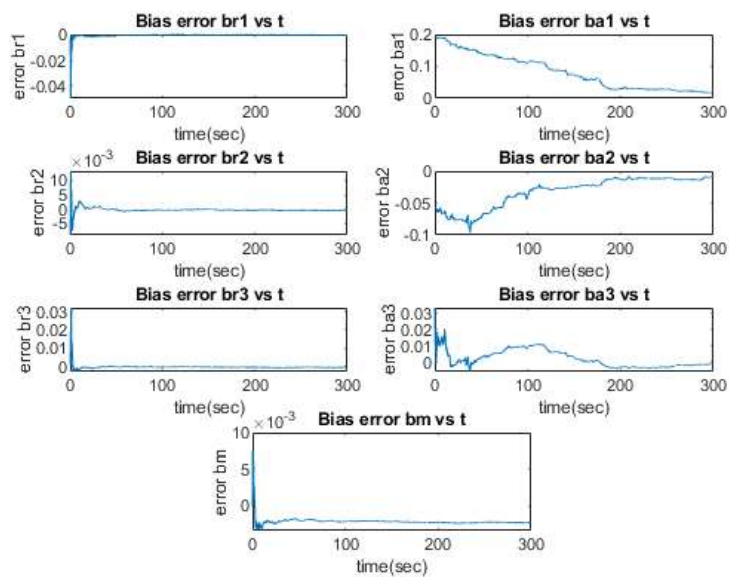 Bias error br1 vs t
error br1
0
-0.02
-0.04
0 100 200 300
time(sec)
Bias error ba1 vs t
error ba1
0.2
0.1
0
0 100 200 300
time(sec)
Bias error br2 vs t
×10⁻³
error br2
10
5
0
-5
0 100 200 300
time(sec)
Bias error ba2 vs t
error ba2
0
-0.05
-0.1
0 100 200 300
time(sec)
Bias error br3 vs t
error br3
0.03
0.02
0.01
0
0 100 200 300
time(sec)
Bias error ba3 vs t
error ba3
0.03
0.02
0.01
0
0 100 200 300
time(sec)
Bias error bm vs t
×10⁻³
error bm
10
5
0
0 100 200 300
time(sec)